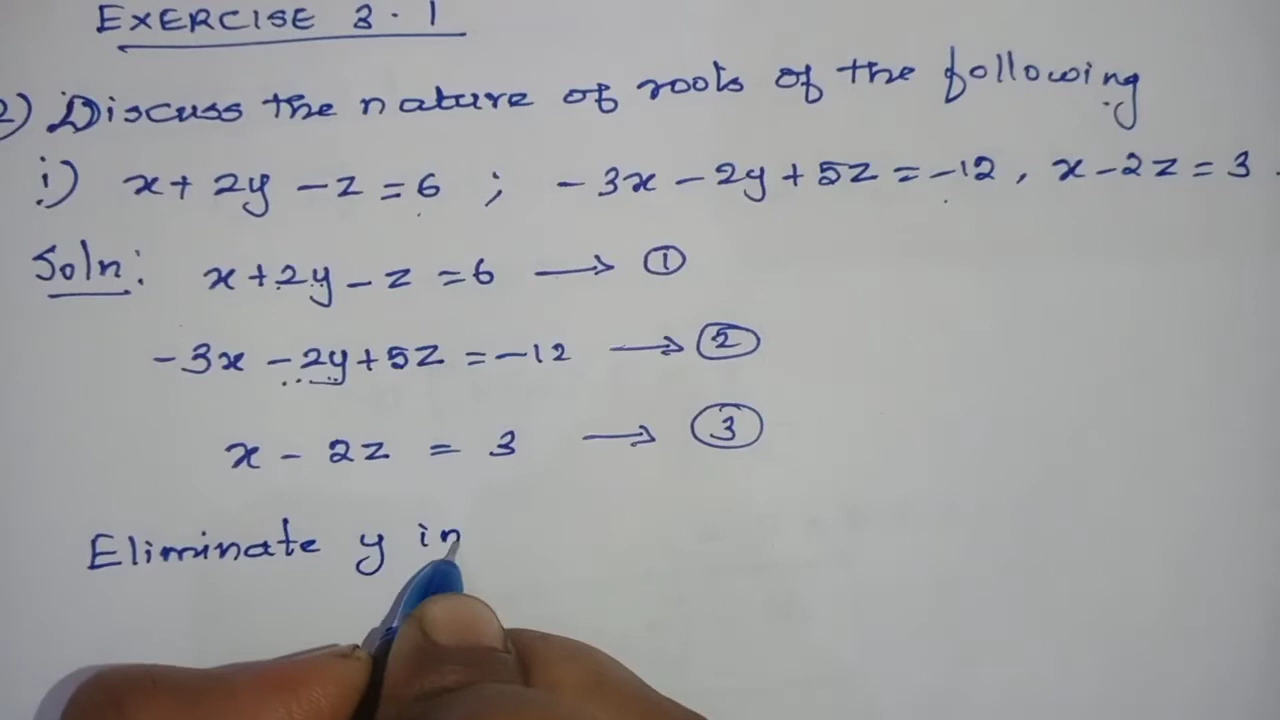 EXERCISE 3.1
2) Discuss the nature of roots of the following
i) x + 2y - z = 6 ; - 3x - 2y + 5z = -12, x - 2z = 3.
Soln:
x + 2y - z = 6 → ①
-3x - 2y + 5z = -12 → ②
x - 2z = 3 → ③
Eliminate y in